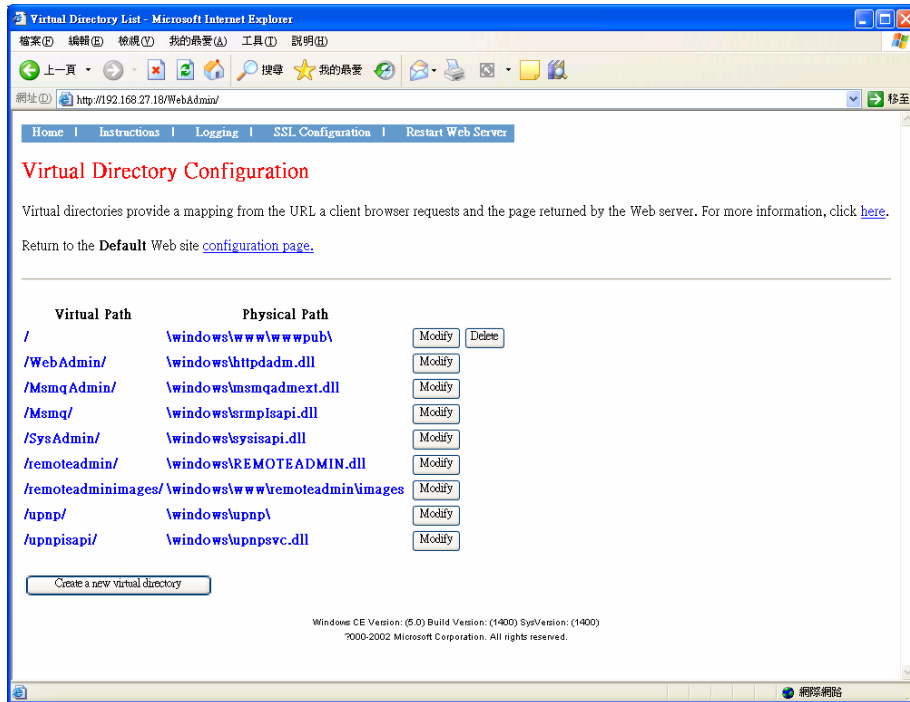 Virtual Directory List - Microsoft Internet Explorer
檔案(F) 編輯(E) 檢視(V) 我的最愛(A) 工具(T) 說明(H)
上一頁 搜尋 我的最愛
網址(D) http://192.168.27.18/WebAdmin/ 移至
Home | Instructions | Logging | SSL Configuration | Restart Web Server
Virtual Directory Configuration
Virtual directories provide a mapping from the URL a client browser requests and the page returned by the Web server. For more information, click here.
Return to the Default Web site configuration page.
Virtual Path Physical Path
/ \windows\www\wwwpub\ Modify Delete
/WebAdmin/ \windows\httpdadm.dll Modify
/MsmqAdmin/ \windows\msmqadmext.dll Modify
/Msmq/ \windows\srmpIsapi.dll Modify
/SysAdmin/ \windows\sysisapi.dll Modify
/remoteadmin/ \windows\REMOTEADMIN.dll Modify
/remoteadminimages/ \windows\www\remoteadmin\images Modify
/upnp/ \windows\upnp\ Modify
/upnpisapi/ \windows\upnpsvc.dll Modify
Create a new virtual directory
Windows CE Version: (5.0) Build Version: (1400) SysVersion: (1400)
?000-2002 Microsoft Corporation. All rights reserved.
網際網路